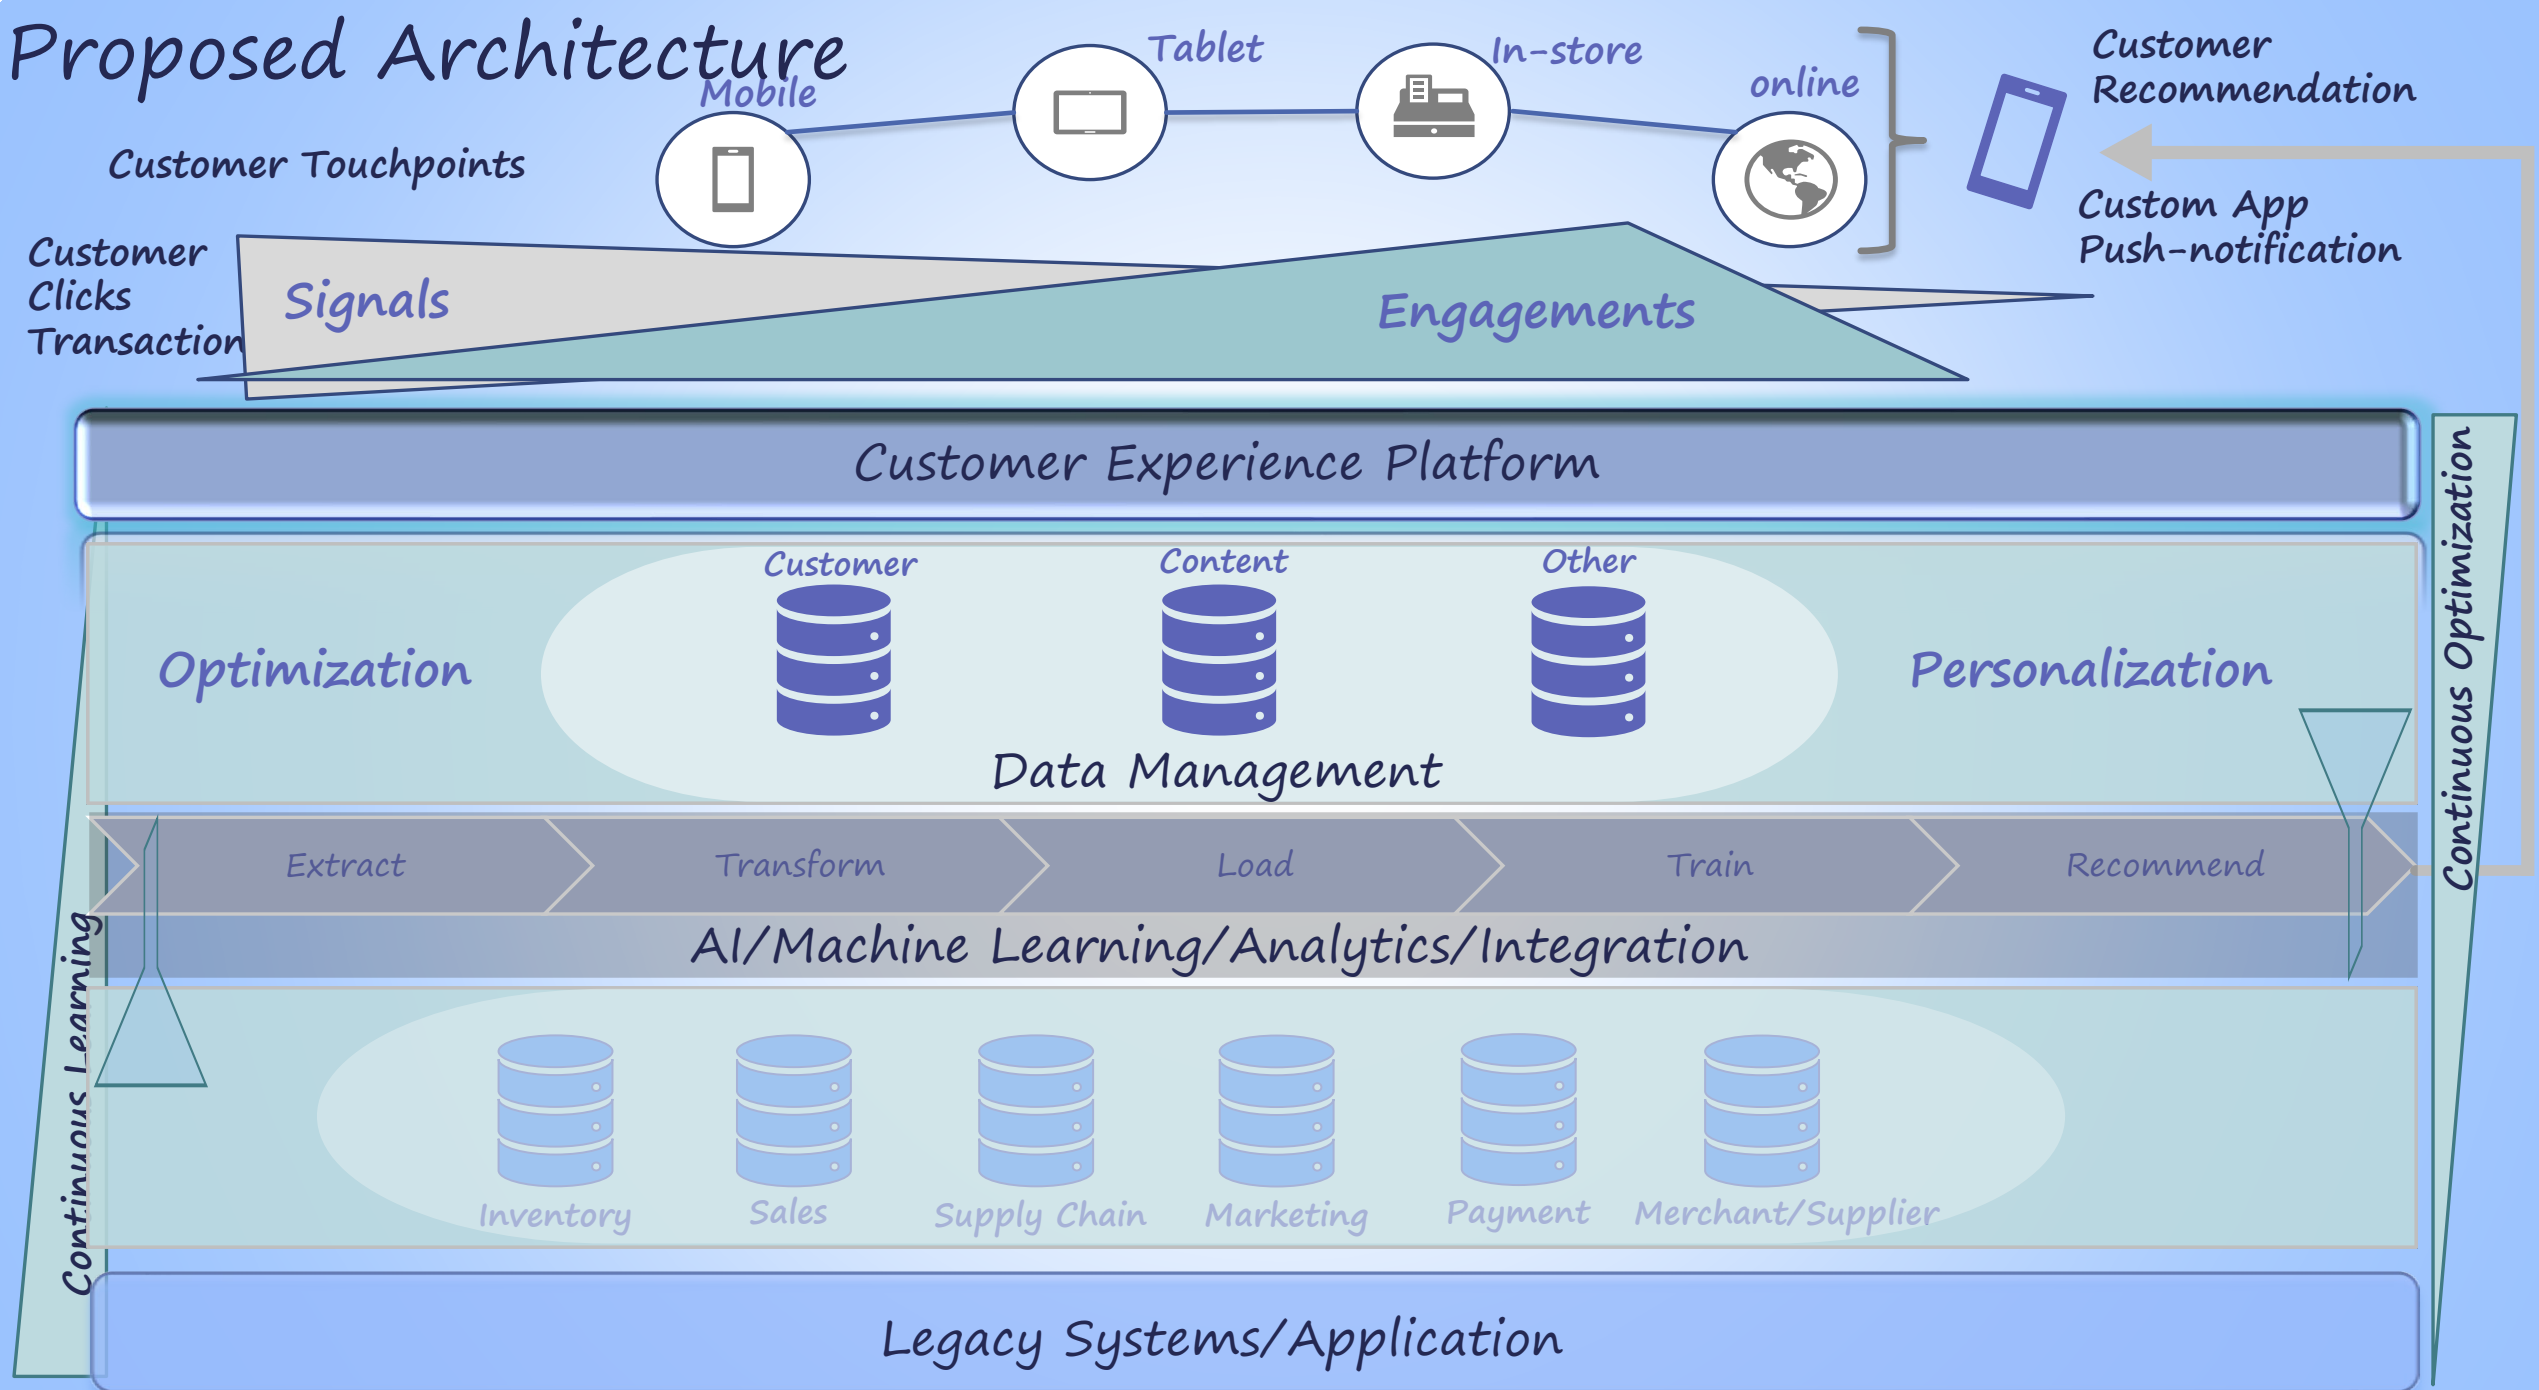 Proposed Architecture
Mobile
Tablet
In-store
online
Customer
Recommendation
Customer Touchpoints
Custom App
Push-notification
Customer
Clicks
Transaction
Signals
Engagements
Customer Experience Platform
Continuous Optimization
Customer
Content
Other
Optimization
Personalization
Data Management
Extract
Transform
Load
Train
Recommend
AI/Machine Learning/Analytics/Integration
Continuous Learning
Inventory
Sales
Supply Chain
Marketing
Payment
Merchant/Supplier
Legacy Systems/Application